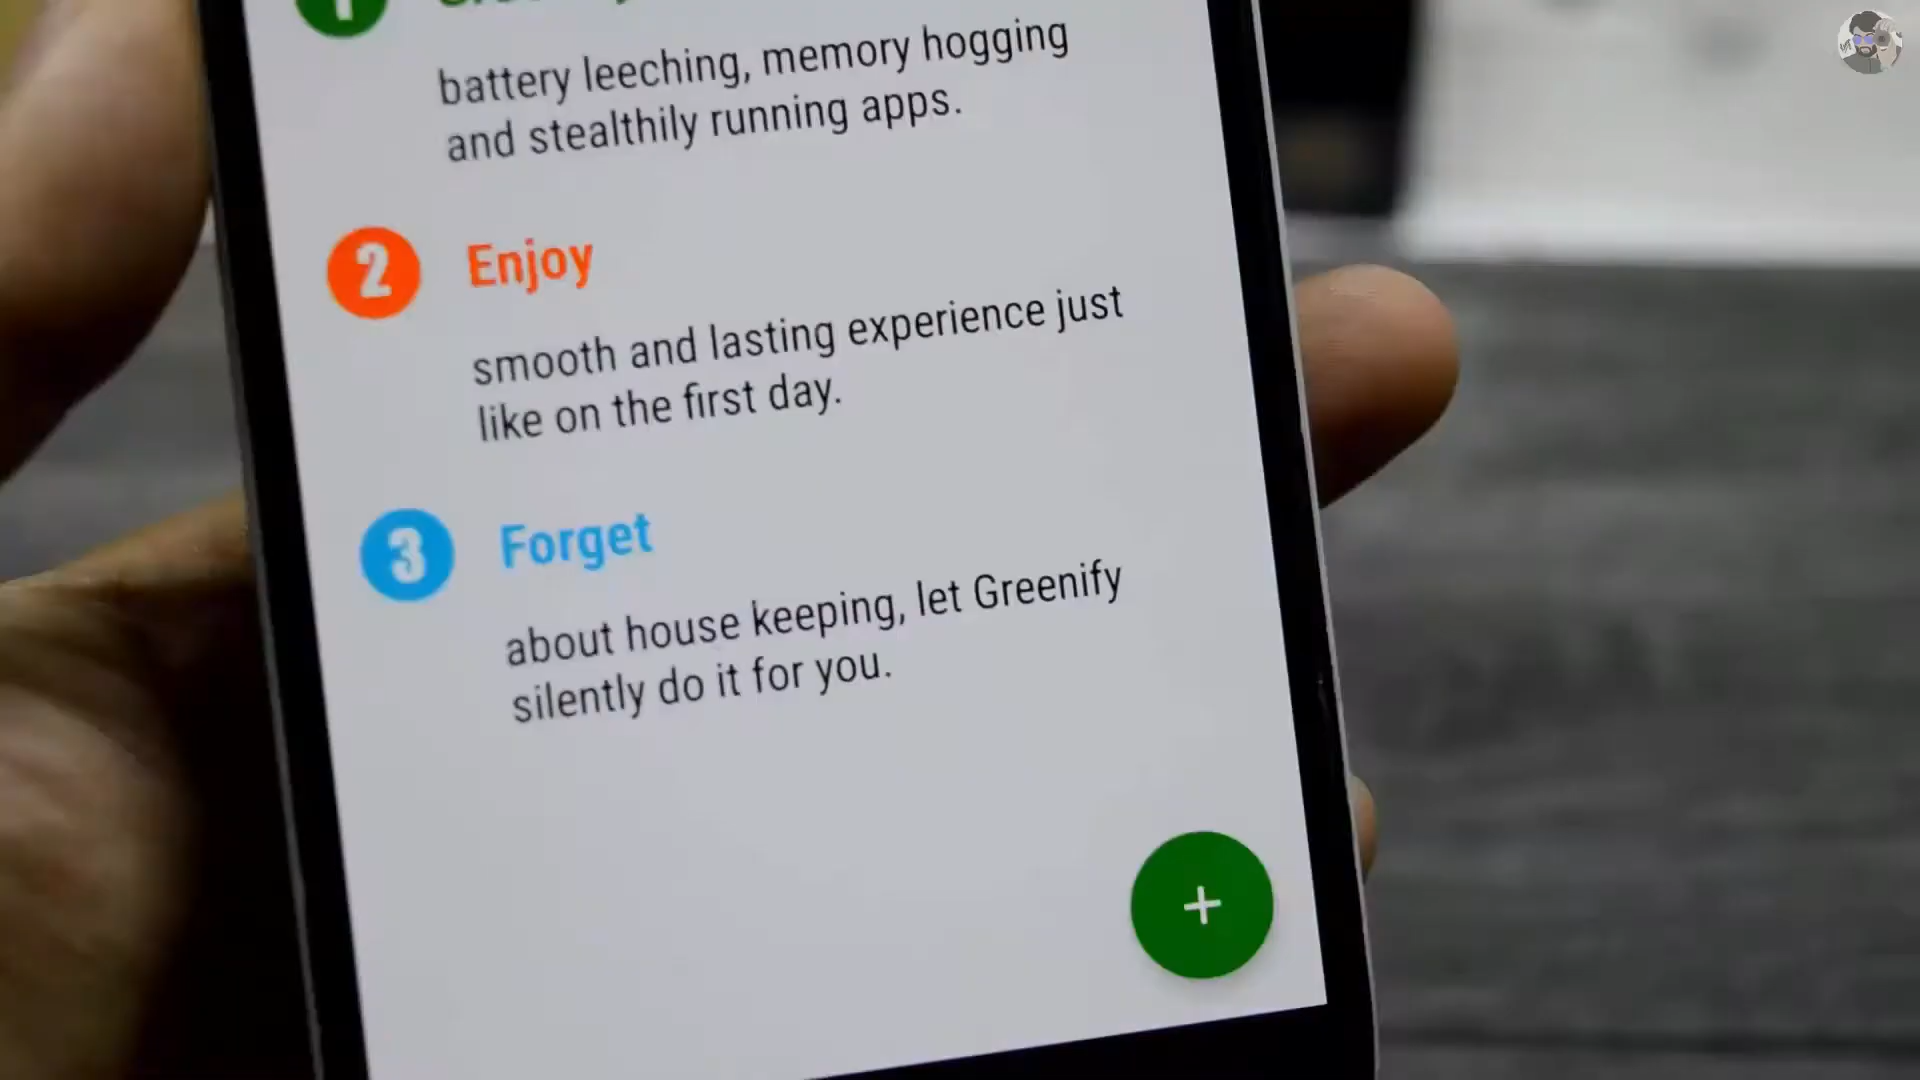 1
battery leeching, memory hogging
and stealthily running apps.
2 Enjoy
smooth and lasting experience just
like on the first day.
3 Forget
about house keeping, let Greenify
silently do it for you.
+